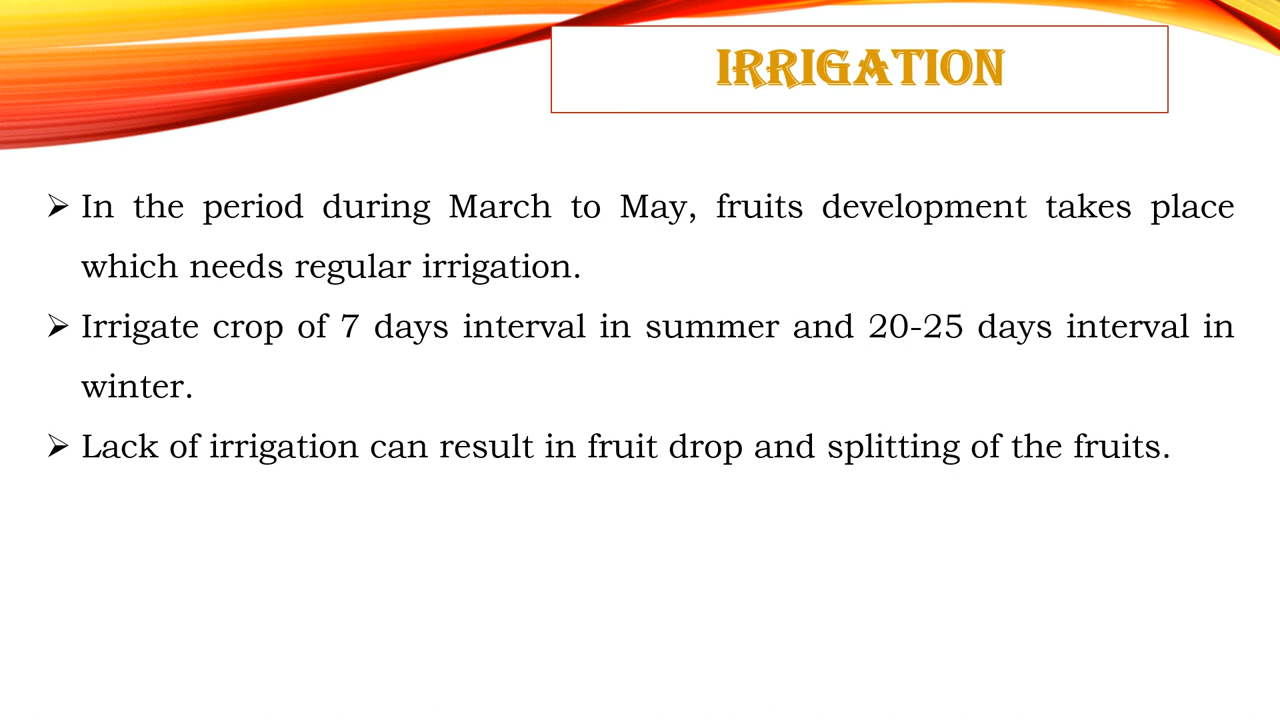 IRRIGATION
➢ In the period during March to May, fruits development takes place
which needs regular irrigation.
➢ Irrigate crop of 7 days interval in summer and 20-25 days interval in
winter.
➢ Lack of irrigation can result in fruit drop and splitting of the fruits.